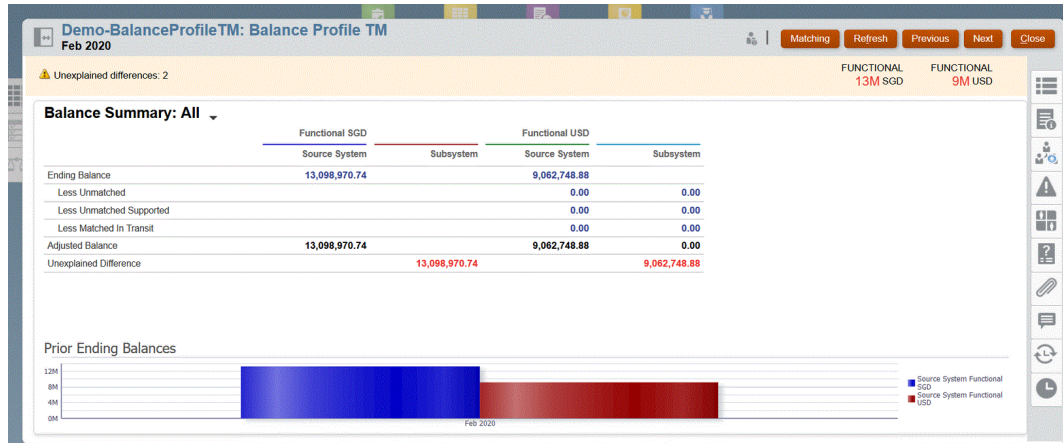 Demo-BalanceProfileTM: Balance Profile TM
Feb 2020
Matching Refresh Previous Next Close
Unexplained differences: 2
FUNCTIONAL FUNCTIONAL
13M SGD 9M USD
Balance Summary: All
Functional SGD Functional USD
Source System Subsystem Source System Subsystem
Ending Balance 13,098,970.74 9,062,748.88
Less Unmatched 0.00 0.00
Less Unmatched Supported 0.00 0.00
Less Matched In Transit 0.00 0.00
Adjusted Balance 13,098,970.74 9,062,748.88 0.00
Unexplained Difference 13,098,970.74 9,062,748.88
Prior Ending Balances
12M
8M
4M
0M
Feb 2020
Source System Functional
SGD
Source System Functional
USD